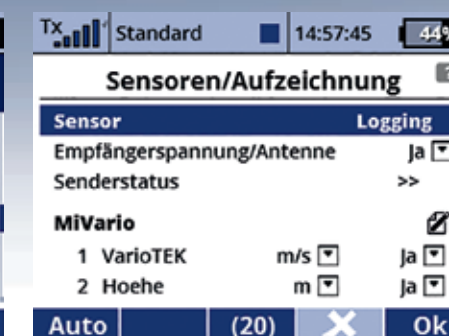 Tx Standard 14:57:45 44%
Sensoren/Aufzeichnung ?
Sensor Logging
Empfängerspannung/Antenne Ja
Senderstatus >>
MiVario
1 VarioTEK m/s Ja
2 Hoehe m Ja
Auto (20) Ok